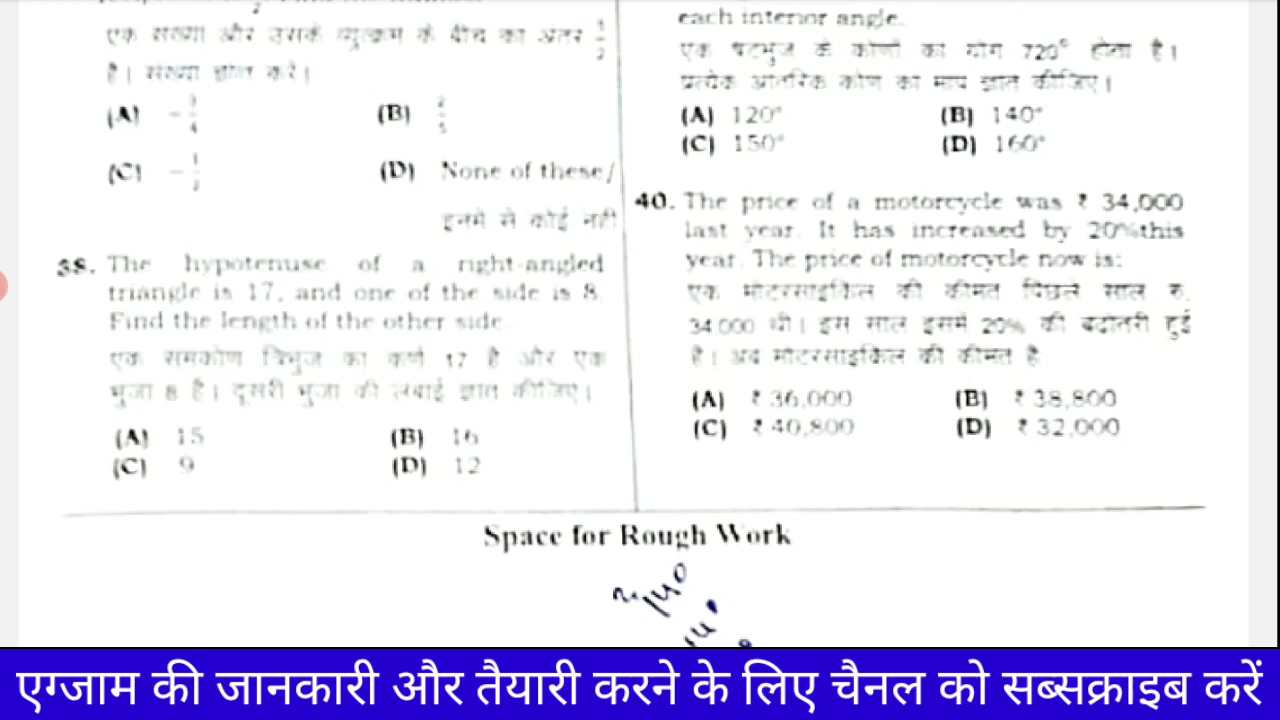 एक संख्या और उसके व्युत्क्रम के बीच का अंतर
है। संख्या ज्ञात करें।
(A)
(B) 2/5
(C)
(D) None of these/
इनमें से कोई नहीं
38. The hypotenuse of a right-angled
triangle is 17, and one of the side is 8.
Find the length of the other side.
एक समकोण त्रिभुज का कर्ण 17 है और एक
भुजा 8 है। दूसरी भुजा की लंबाई ज्ञात कीजिए।
(A) 15 (B) 16
(C) 9 (D) 12
each interior angle.
एक षटभुज के कोणों का योग 720° होता है।
प्रत्येक आंतरिक कोण का माप ज्ञात कीजिए।
(A) 120° (B) 140°
(C) 150° (D) 160°
40. The price of a motorcycle was ₹ 34,000
last year. It has increased by 20%this
year. The price of motorcycle now is:
एक मोटरसाइकिल की कीमत पिछले साल रु.
34,000 थी। इस साल इसमें 20% की बढ़ोतरी हुई
है। अब मोटरसाइकिल की कीमत है
(A) ₹ 36,000 (B) ₹ 38,800
(C) ₹ 40,800 (D) ₹ 32,000
Space for Rough Work
एग्जाम की जानकारी और तैयारी करने के लिए चैनल को सब्सक्राइब करें